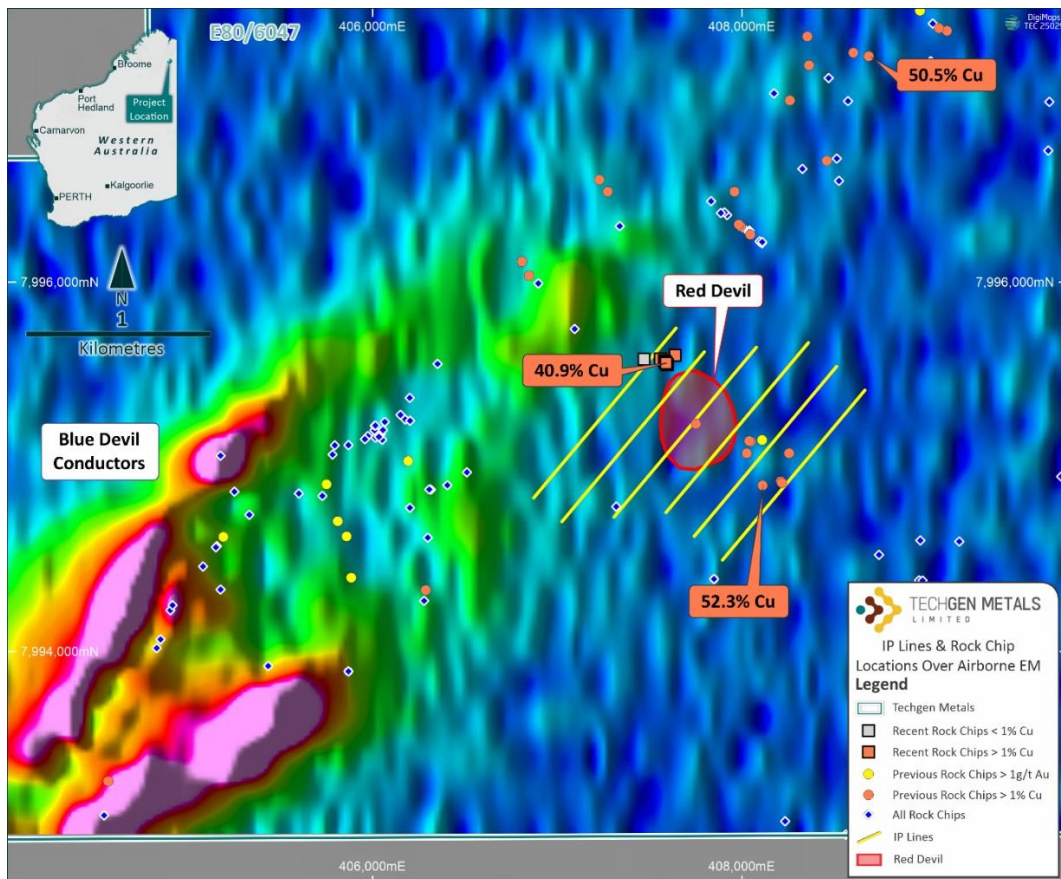 E80/6047
406,000mE
408,000mE
DigiMaps
TEC 25025
Broome
Port
Hedland
Project
Location
Carnarvon
Western
Australia
PERTH
Kalgoorlie
50.5% Cu
N
1
Kilometres
7,996,000mN
7,996,000mN
Red Devil
40.9% Cu
Blue Devil
Conductors
52.3% Cu
7,994,000mN
406,000mE
408,000mE
TECHGEN METALS
LIMITED
IP Lines & Rock Chip
Locations Over Airborne EM
Legend
Techgen Metals
Recent Rock Chips < 1% Cu
Recent Rock Chips > 1% Cu
Previous Rock Chips > 1g/t Au
Previous Rock Chips > 1% Cu
All Rock Chips
IP Lines
Red Devil